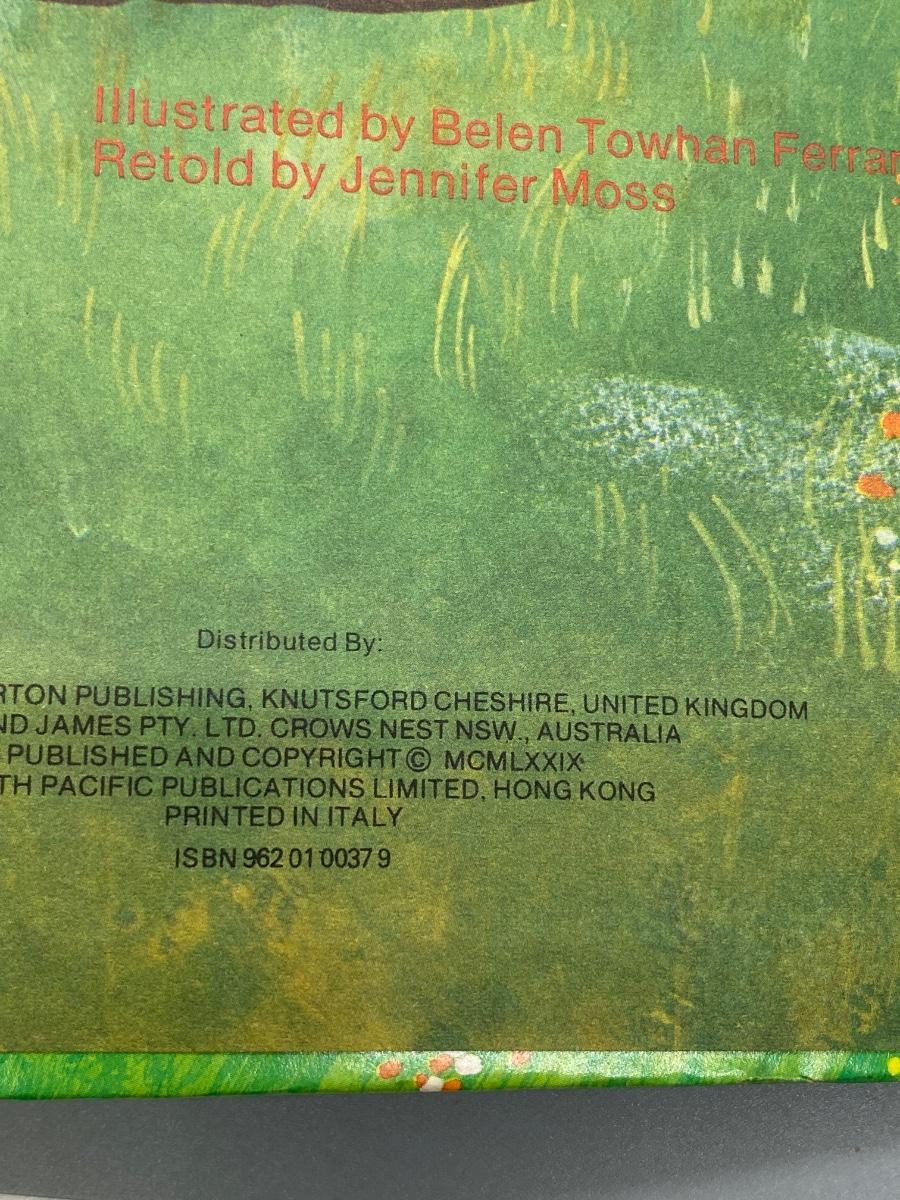 Illustrated by Belen Towhan Ferrar
Retold by Jennifer Moss
Distributed By:
RTON PUBLISHING, KNUTSFORD CHESHIRE, UNITED KINGDOM
ND JAMES PTY. LTD. CROWS NEST NSW., AUSTRALIA
PUBLISHED AND COPYRIGHT © MCMLXXIX
TH PACIFIC PUBLICATIONS LIMITED, HONG KONG
PRINTED IN ITALY
ISBN 962 01 0037 9